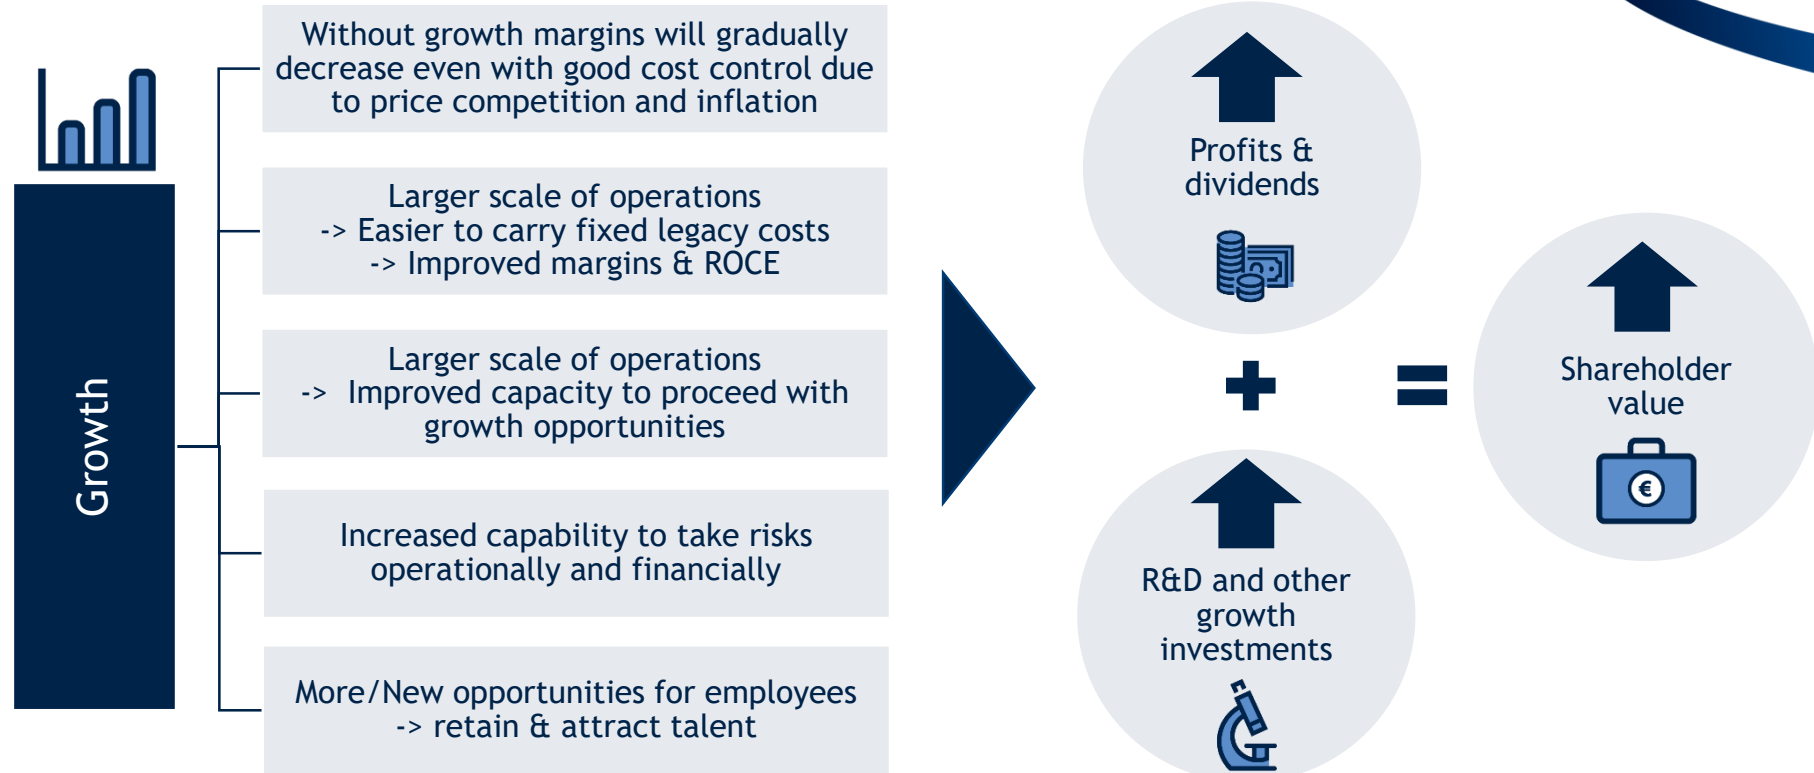 Growth
Without growth margins will gradually
decrease even with good cost control due
to price competition and inflation
Larger scale of operations
-> Easier to carry fixed legacy costs
-> Improved margins & ROCE
Larger scale of operations
-> Improved capacity to proceed with
growth opportunities
Increased capability to take risks
operationally and financially
More/New opportunities for employees
-> retain & attract talent
Profits &
dividends
+
R&D and other
growth
investments
=
Shareholder
value
€